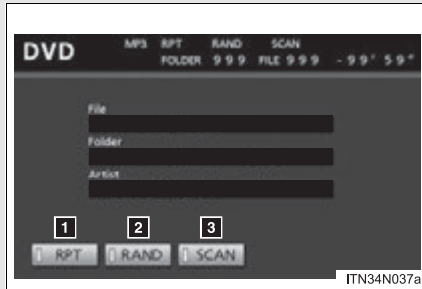 DVD MP3 RPT RAND SCAN
FOLDER 999 FILE 999 -99'59"
File
Folder
Artist
1 2 3
RPT RAND SCAN
ITN34N037a